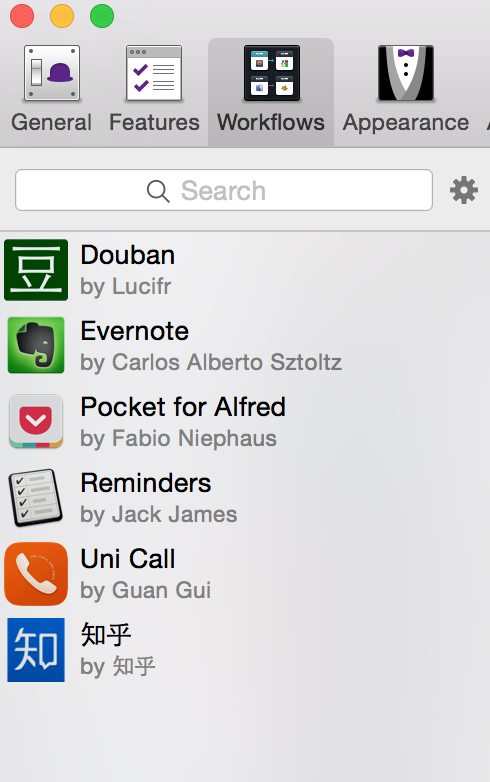 General Features Workflows Appearance
Search
豆
Douban
by Lucifr
Evernote
by Carlos Alberto Sztoltz
Pocket for Alfred
by Fabio Niephaus
Reminders
by Jack James
Uni Call
by Guan Gui
知
知乎
by 知乎